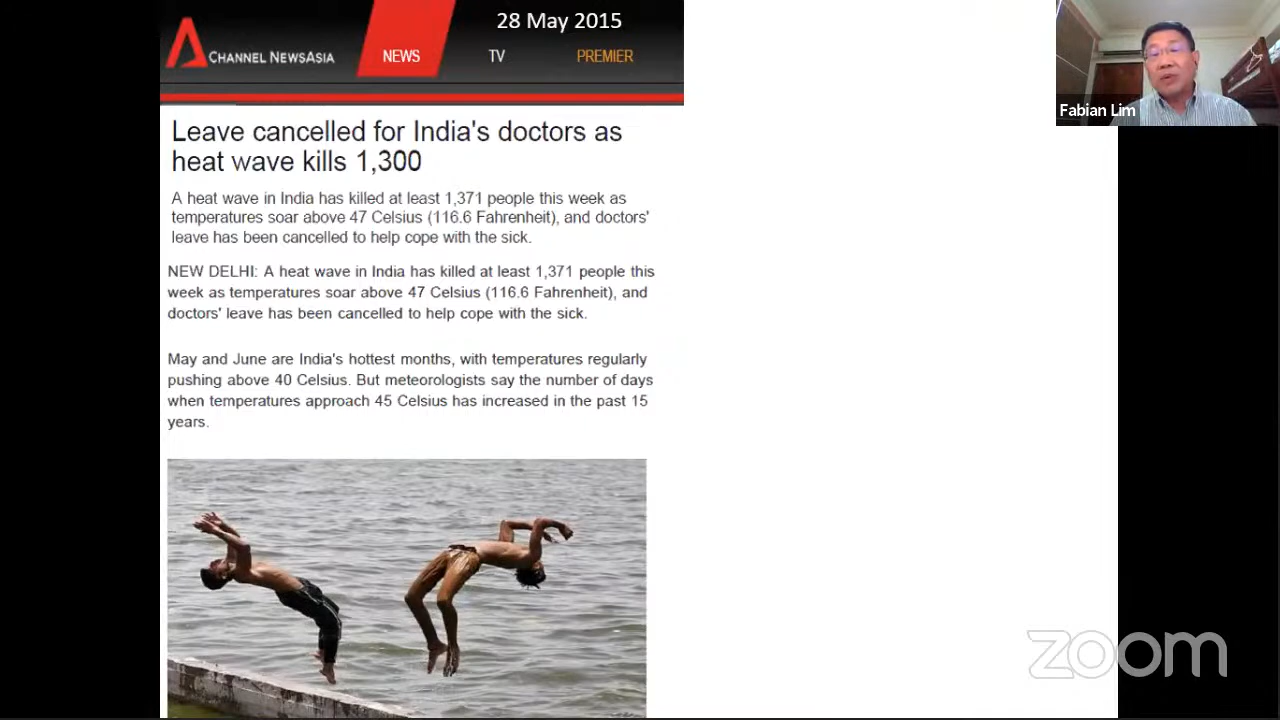 28 May 2015
CHANNEL NEWSASIA
NEWS
TV
PREMIER
Fabian Lim
Leave cancelled for India's doctors as
heat wave kills 1,300
A heat wave in India has killed at least 1,371 people this week as
temperatures soar above 47 Celsius (116.6 Fahrenheit), and doctors'
leave has been cancelled to help cope with the sick.
NEW DELHI: A heat wave in India has killed at least 1,371 people this
week as temperatures soar above 47 Celsius (116.6 Fahrenheit), and
doctors' leave has been cancelled to help cope with the sick.
May and June are India's hottest months, with temperatures regularly
pushing above 40 Celsius. But meteorologists say the number of days
when temperatures approach 45 Celsius has increased in the past 15
years.
zoom